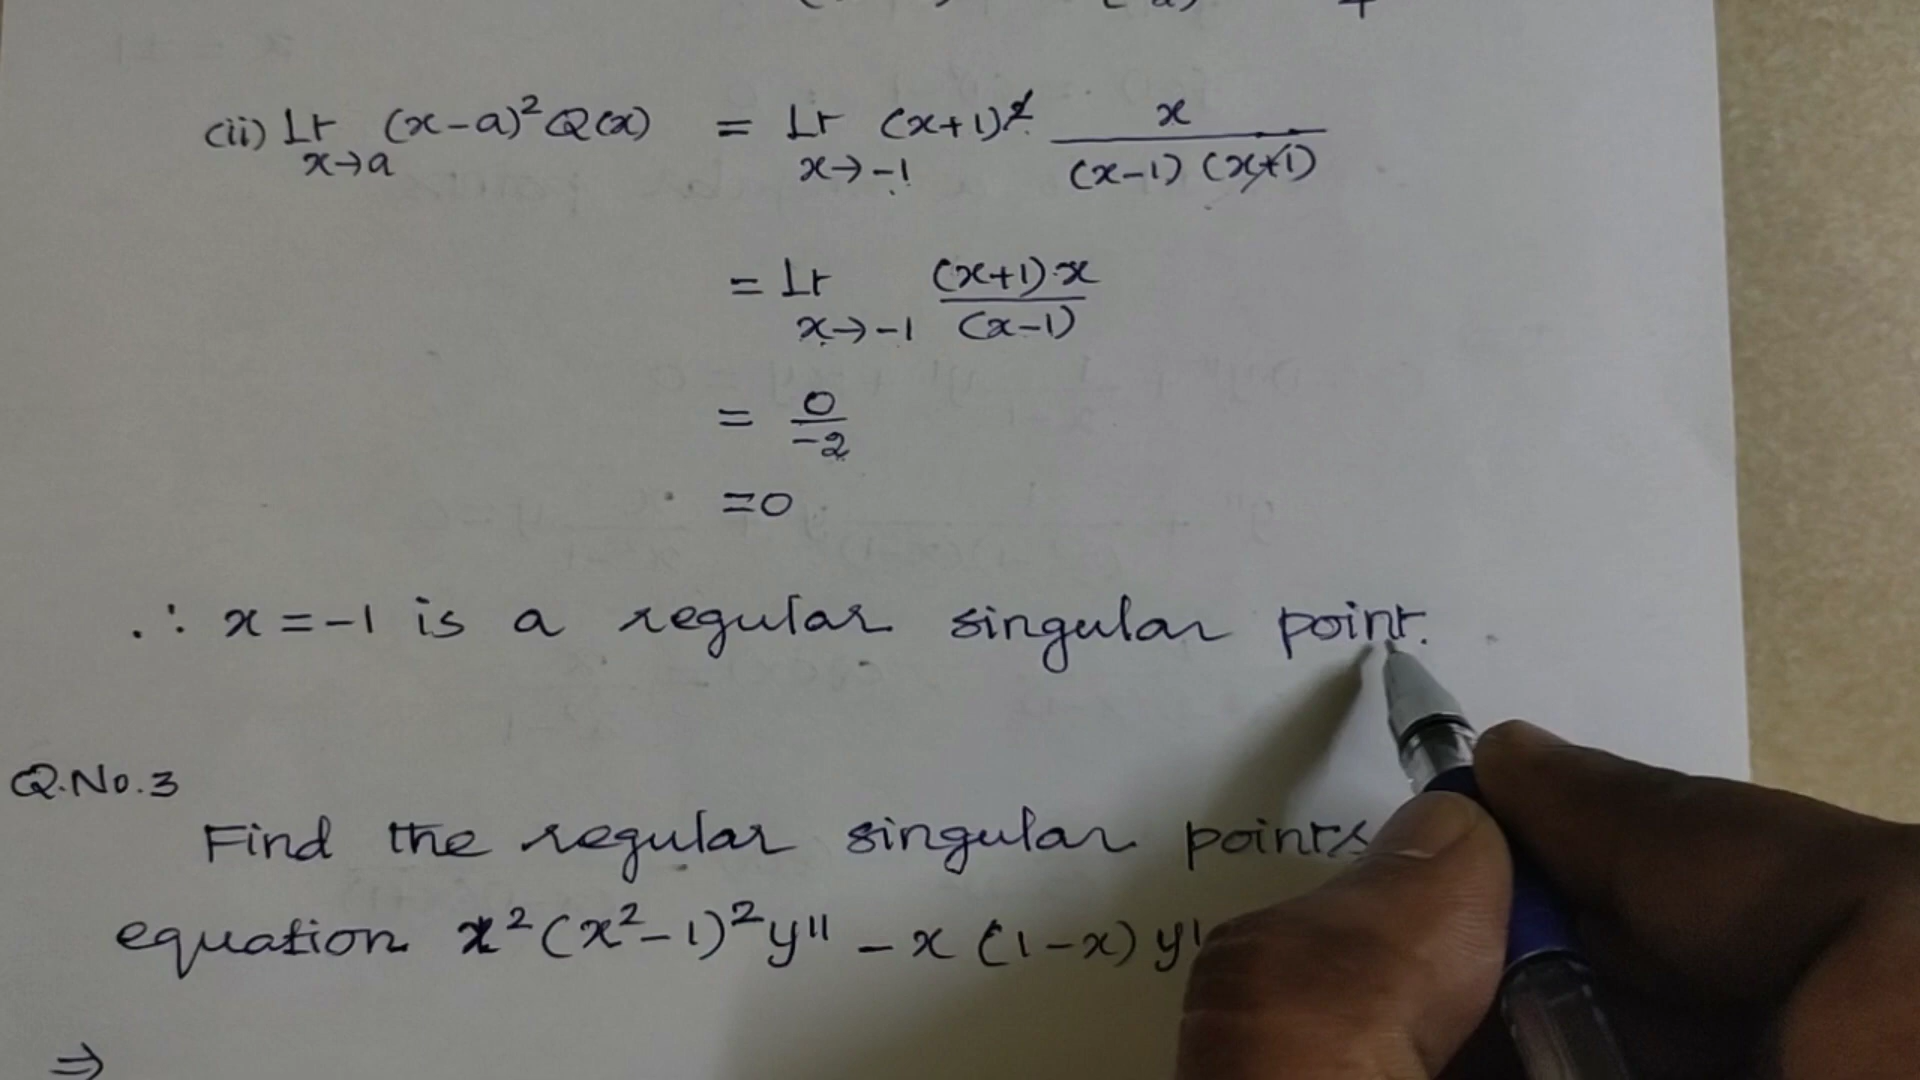 (ii) Lt (x-a)² Q(x) = Lt (x+1)² x
x→a x→-1 (x-1) (x+1)
= Lt (x+1).x
x→-1 (x-1)
= 0
-2
=0
∴ x = -1 is a regular singular point.
Q.No.3
Find the regular singular points
equation x²(x²-1)²y'' - x (1-x) y'
⇒